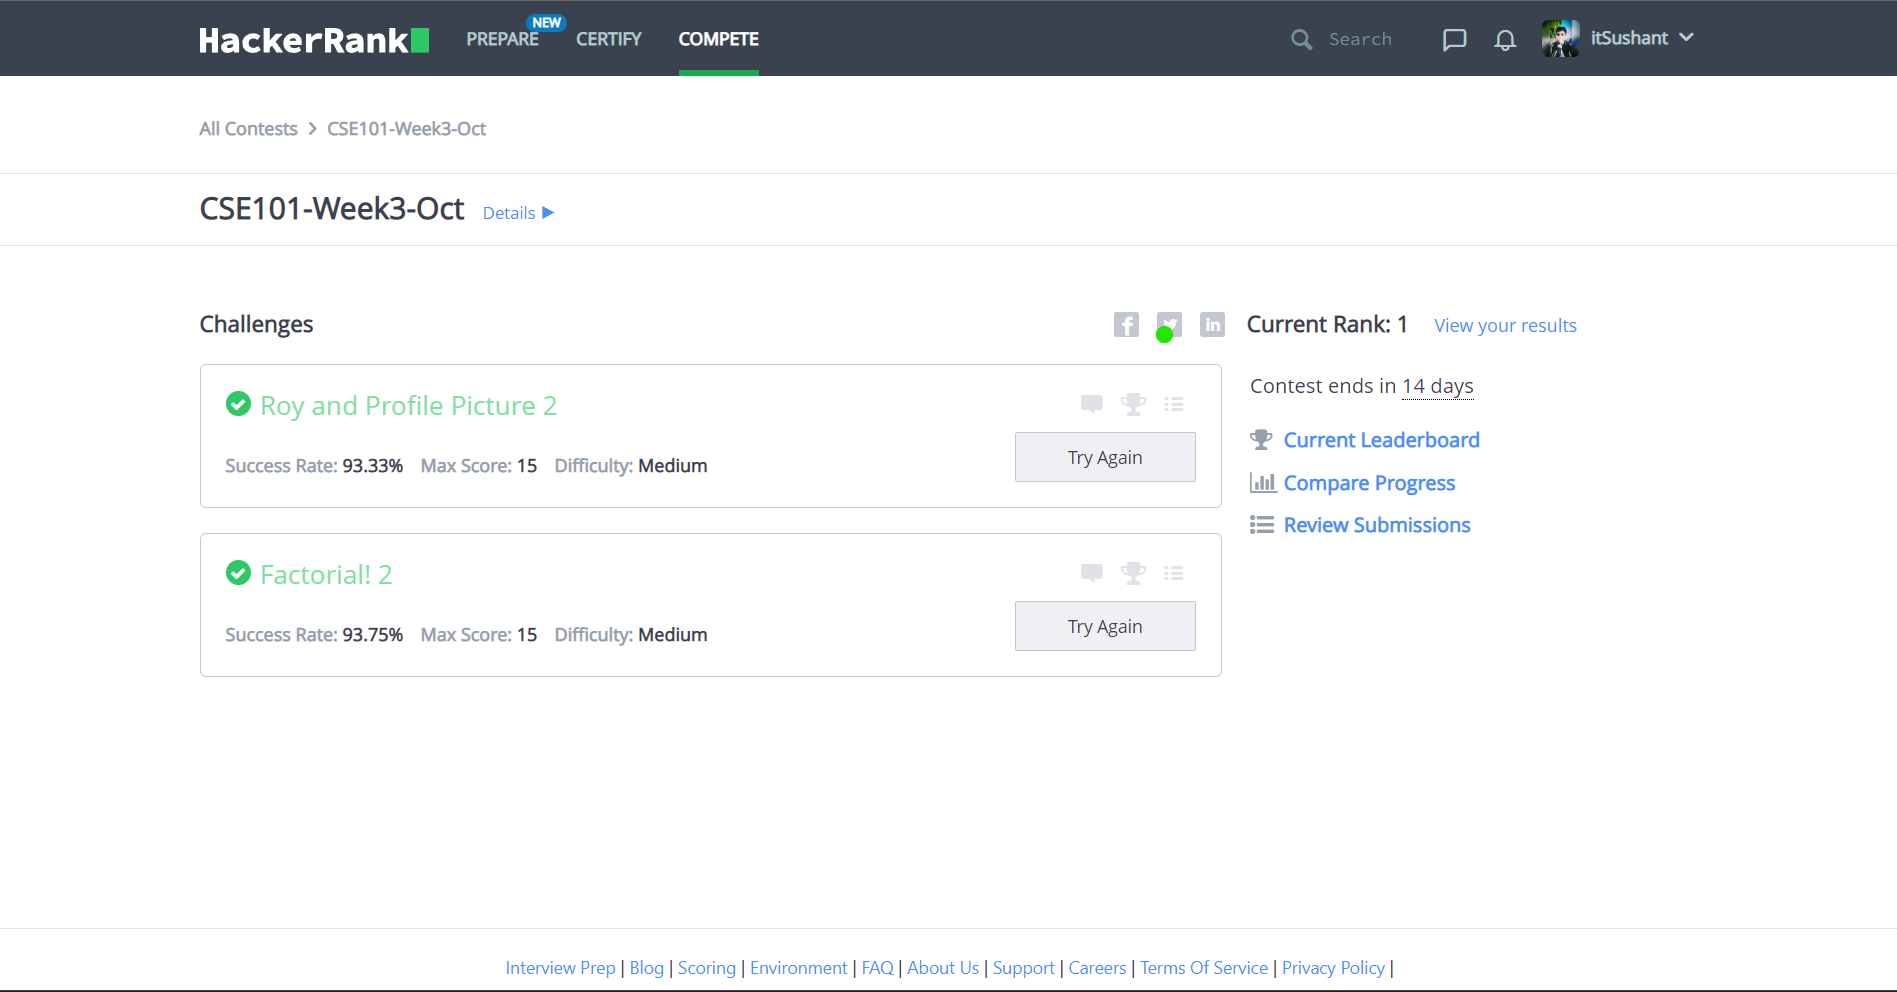 HackerRank PREPARE NEW CERTIFY COMPETE Search itSushant
All Contests > CSE101-Week3-Oct
CSE101-Week3-Oct Details ▶
Challenges Current Rank: 1 View your results
Roy and Profile Picture 2
Success Rate: 93.33% Max Score: 15 Difficulty: Medium Try Again
Factorial! 2
Success Rate: 93.75% Max Score: 15 Difficulty: Medium Try Again
Contest ends in 14 days
Current Leaderboard
Compare Progress
Review Submissions
Interview Prep | Blog | Scoring | Environment | FAQ | About Us | Support | Careers | Terms Of Service | Privacy Policy |